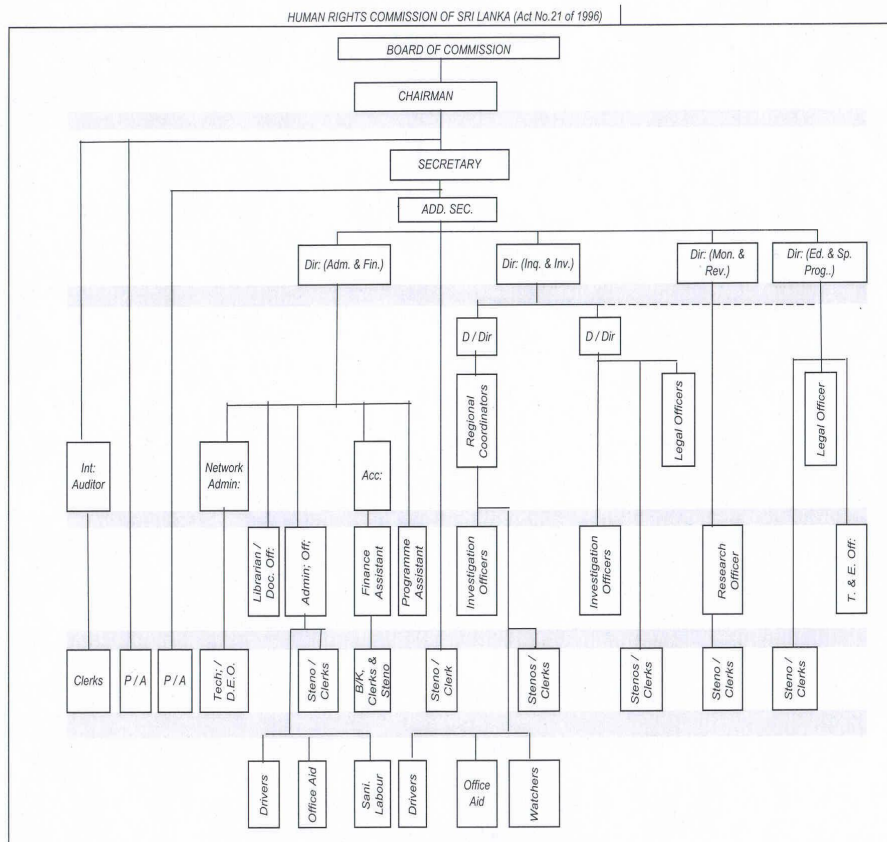 HUMAN RIGHTS COMMISSION OF SRI LANKA (Act No.21 of 1996)
BOARD OF COMMISSION
CHAIRMAN
SECRETARY
ADD. SEC.
Dir: (Adm. & Fin.)
Dir: (Inq. & Inv.)
Dir: (Mon. &
Rev.)
Dir: (Ed. & Sp.
Prog..)
D / Dir
D / Dir
Regional
Coordinators
Legal Officers
Legal Officer
Int:
Auditor
Network
Admin:
Acc:
Librarian /
Doc. Off:
Admin; Off;
Finance
Assistant
Programme
Assistant
Investigation
Officers
Investigation
Officers
Research
Officer
T. & E. Off:
Clerks
P / A
P / A
Tech; /
D.E.O.
Steno /
Clerks
B/K,
Clerks &
Steno
Steno /
Clerk
Stenos /
Clerks
Stenos /
Clerks
Steno /
Clerks
Steno /
Clerks
Drivers
Office Aid
Sani.
Labour
Drivers
Office
Aid
Watchers